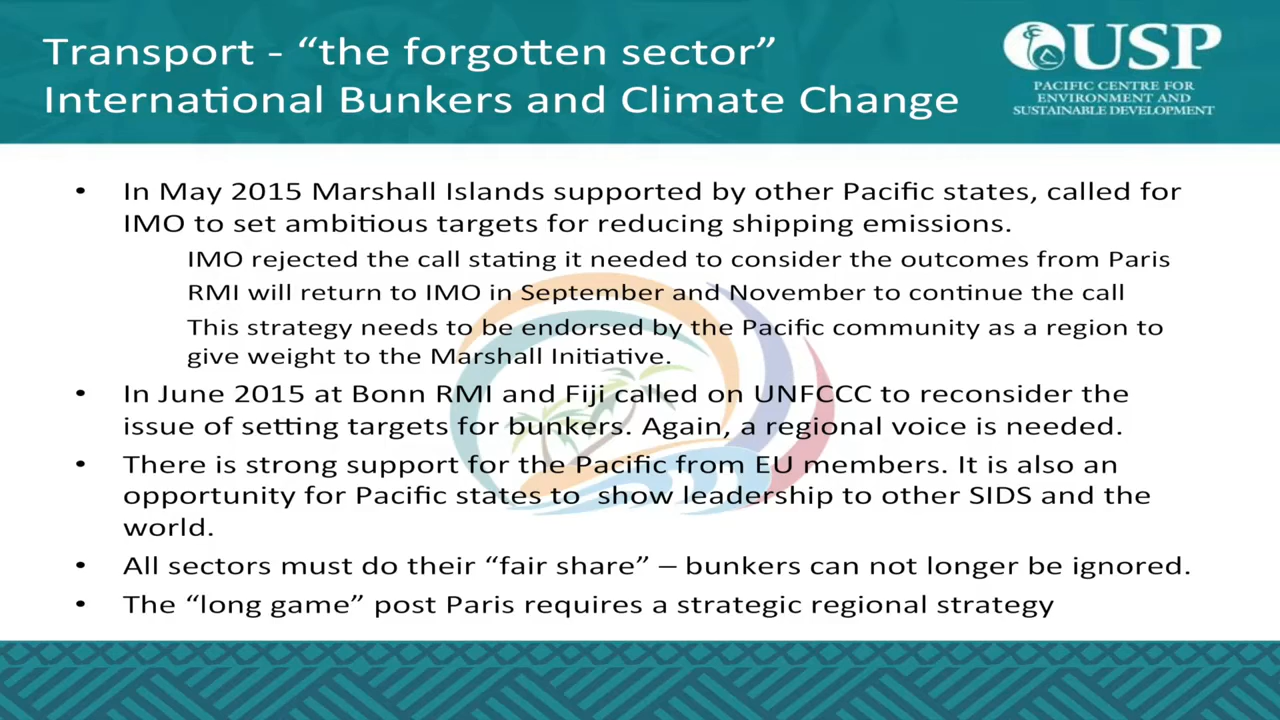 Transport - “the forgotten sector”
International Bunkers and Climate Change
USP
PACIFIC CENTRE FOR
ENVIRONMENT AND
SUSTAINABLE DEVELOPMENT
• In May 2015 Marshall Islands supported by other Pacific states, called for
IMO to set ambitious targets for reducing shipping emissions.
IMO rejected the call stating it needed to consider the outcomes from Paris
RMI will return to IMO in September and November to continue the call
This strategy needs to be endorsed by the Pacific community as a region to
give weight to the Marshall Initiative.
• In June 2015 at Bonn RMI and Fiji called on UNFCCC to reconsider the
issue of setting targets for bunkers. Again, a regional voice is needed.
• There is strong support for the Pacific from EU members. It is also an
opportunity for Pacific states to  show leadership to other SIDS and the
world.
• All sectors must do their “fair share” – bunkers can not longer be ignored.
• The “long game” post Paris requires a strategic regional strategy